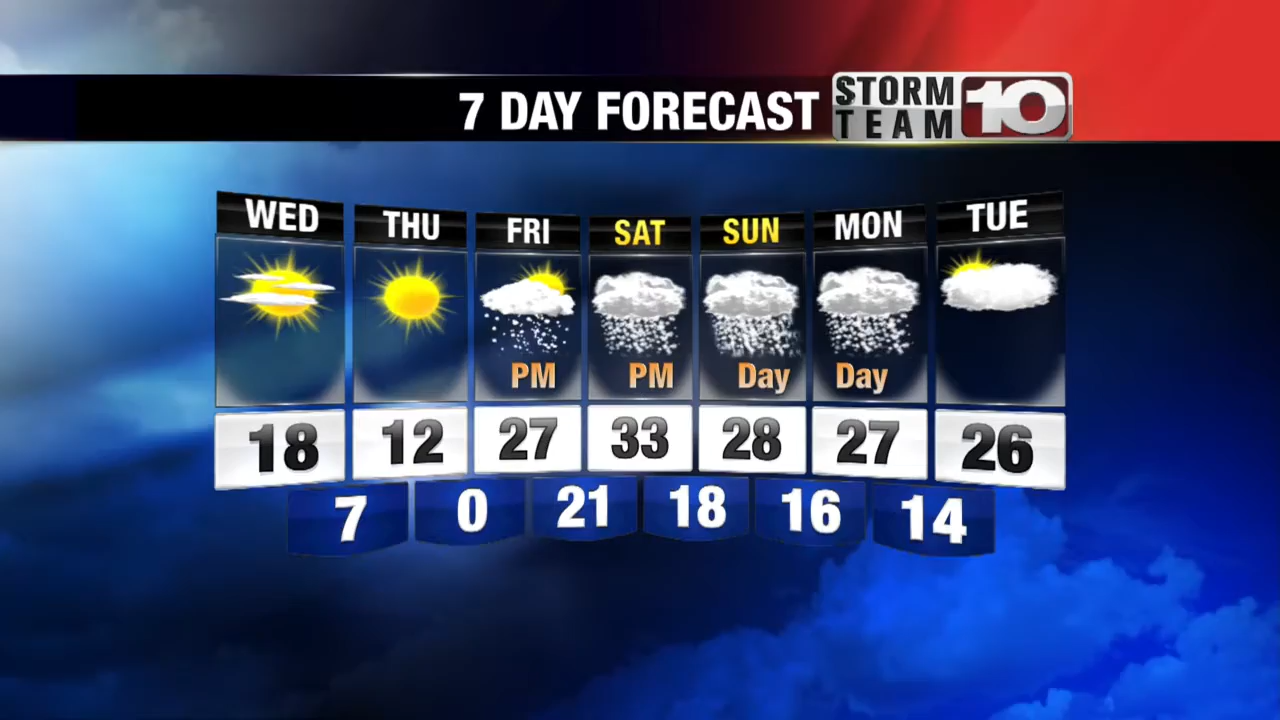 7 DAY FORECAST
STORM TEAM 10
WED THU FRI SAT SUN MON TUE
PM PM Day Day
18 12 27 33 28 27 26
7 0 21 18 16 14